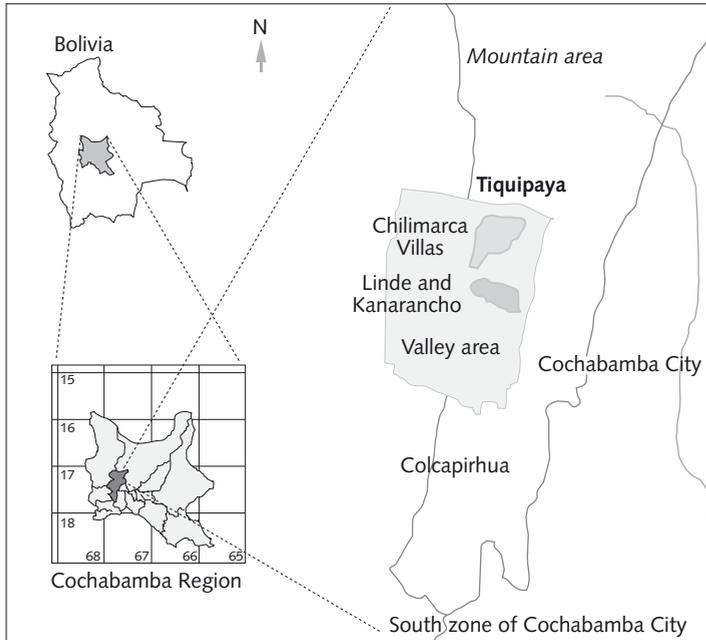 Bolivia
N
Mountain area
Tiquipaya
Chilimarca
Villas
Linde and
Kanarancho
Valley area
Cochabamba City
Colcapirhua
15
16
17
18
68
67
66
65
Cochabamba Region
South zone of Cochabamba City